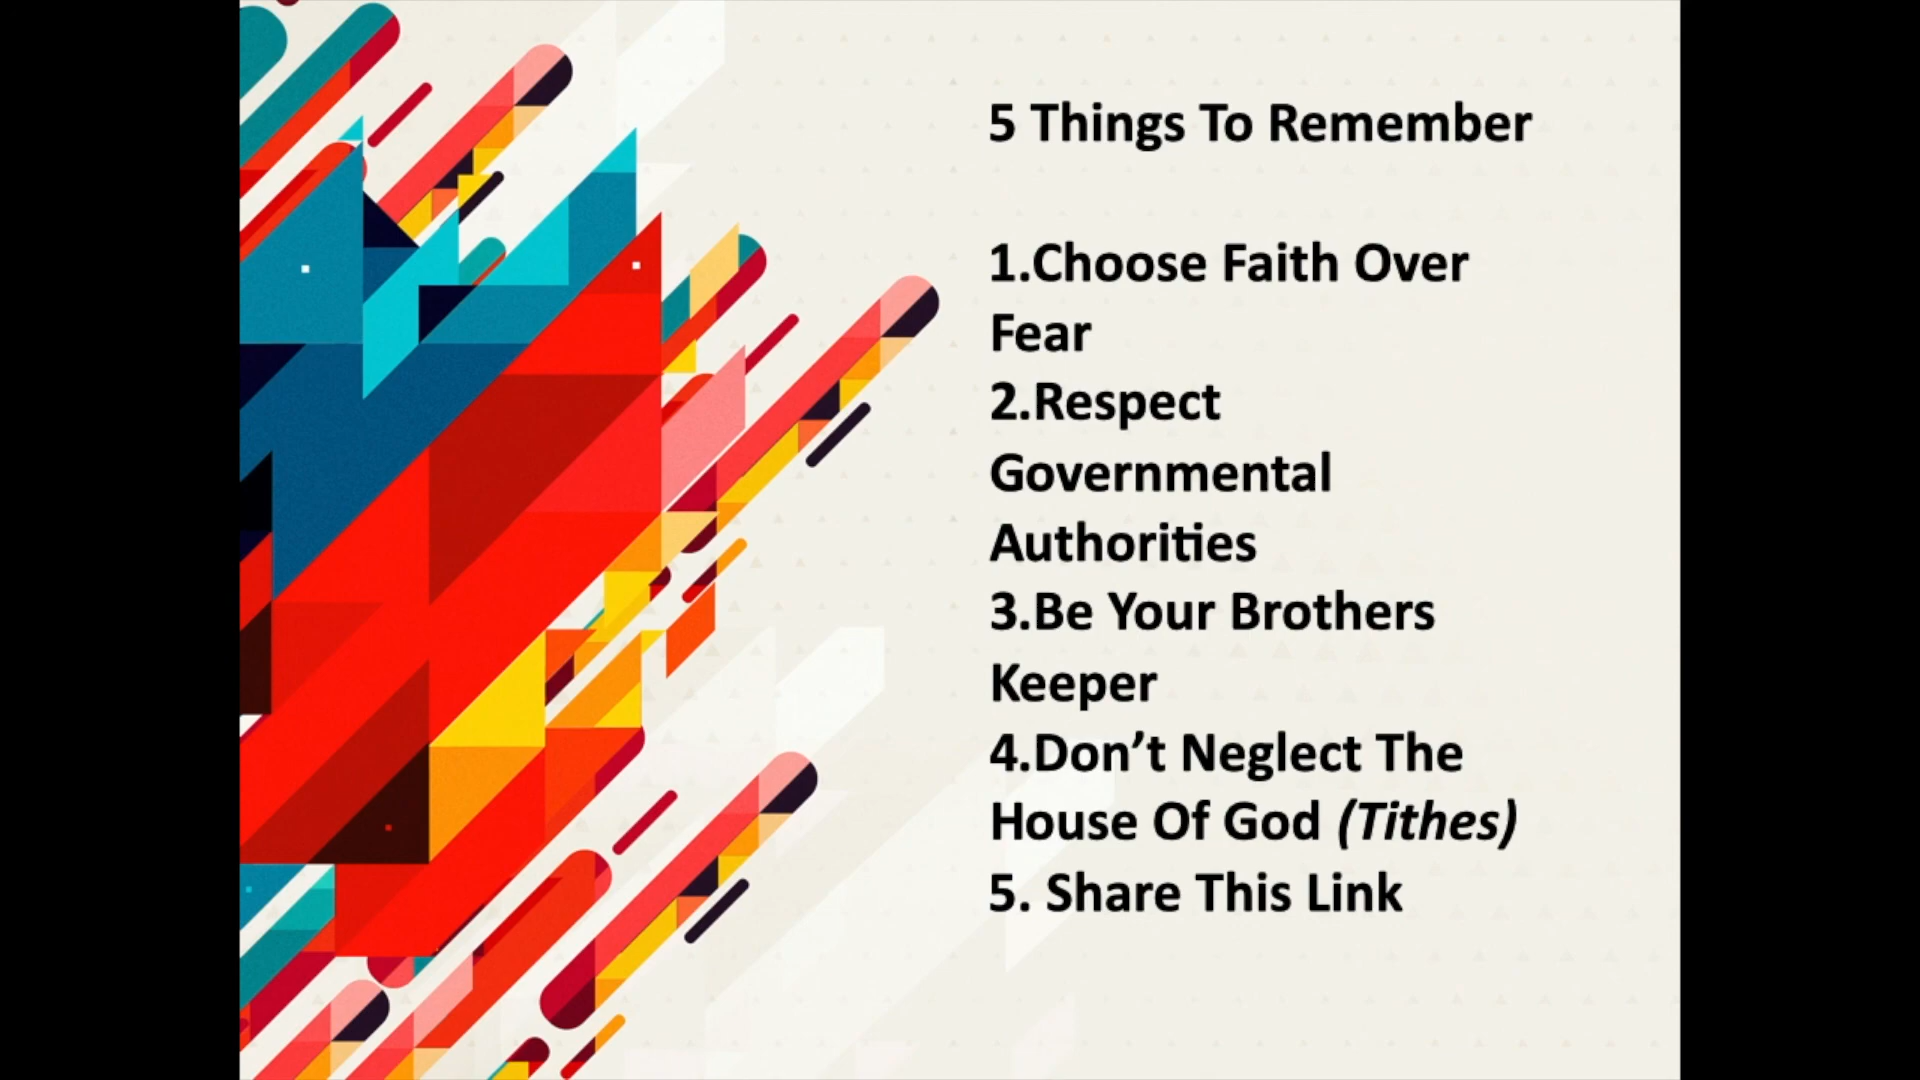 5 Things To Remember
1.Choose Faith Over
Fear
2.Respect
Governmental
Authorities
3.Be Your Brothers
Keeper
4.Don’t Neglect The
House Of God (Tithes)
5. Share This Link